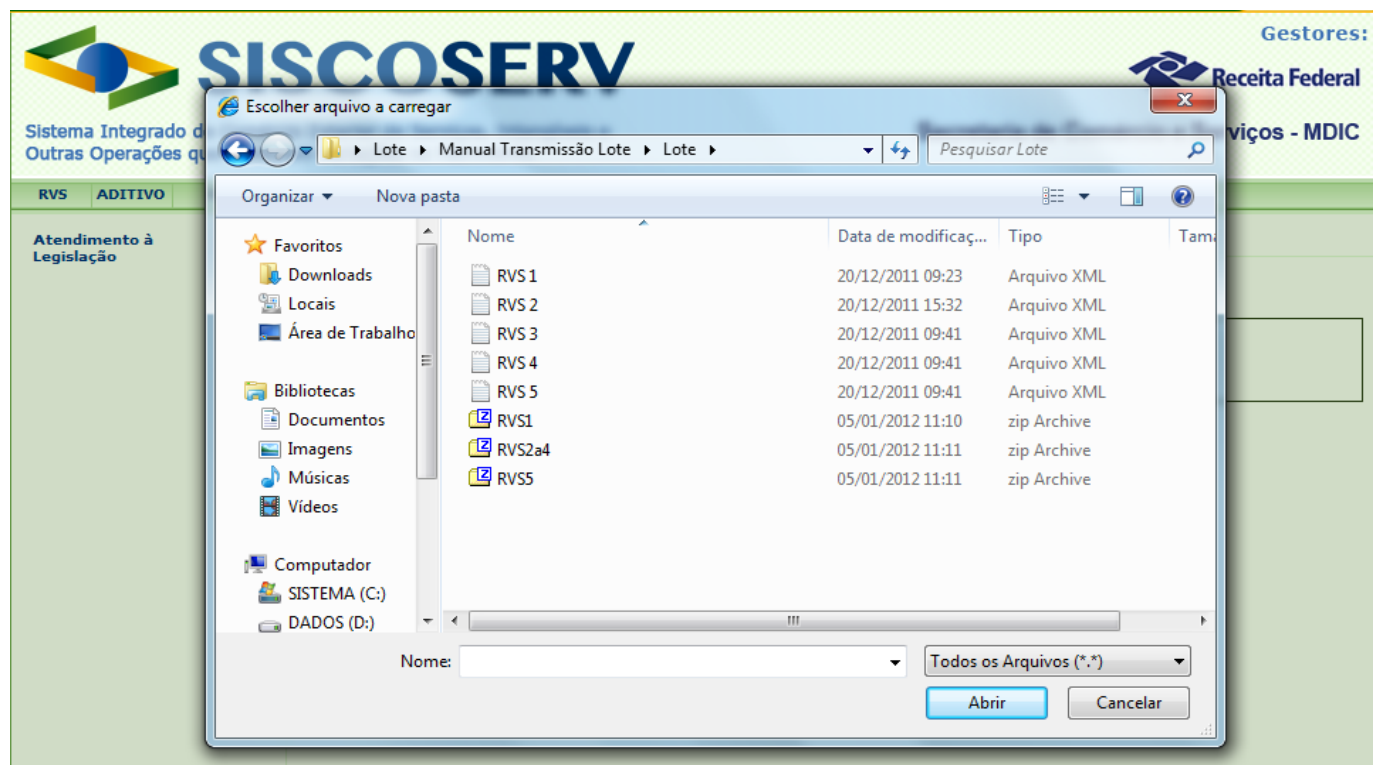 Gestores:
SISCOSERV
Receita Federal
Escolher arquivo a carregar
Sistema Integrado d
viços - MDIC
Outras Operações qu
Lote Manual Transmissão Lote Lote
Pesquisar Lote
RVS ADITIVO
Organizar Nova pasta
Atendimento à
Legislação
Favoritos
Downloads
Locais
Área de Trabalho
Bibliotecas
Documentos
Imagens
Músicas
Vídeos
Computador
SISTEMA (C:)
DADOS (D:)
Nome Data de modificaç... Tipo Tama
RVS 1 20/12/2011 09:23 Arquivo XML
RVS 2 20/12/2011 15:32 Arquivo XML
RVS 3 20/12/2011 09:41 Arquivo XML
RVS 4 20/12/2011 09:41 Arquivo XML
RVS 5 20/12/2011 09:41 Arquivo XML
RVS1 05/01/2012 11:10 zip Archive
RVS2a4 05/01/2012 11:11 zip Archive
RVS5 05/01/2012 11:11 zip Archive
Nome:
Todos os Arquivos (*.*)
Abrir Cancelar